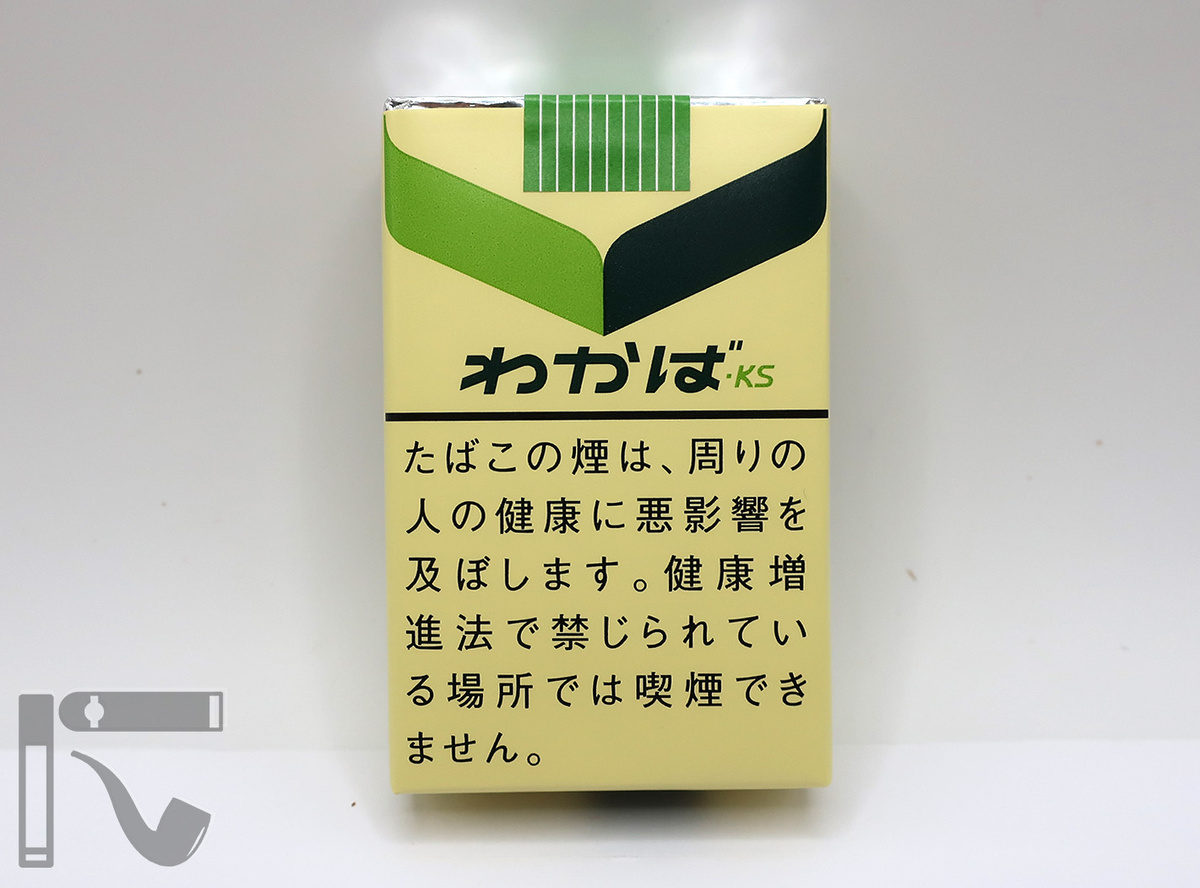 わかば・KS
たばこの煙は、周りの
人の健康に悪影響を
及ぼします。健康増
進法で禁じられてい
る場所では喫煙でき
ません。